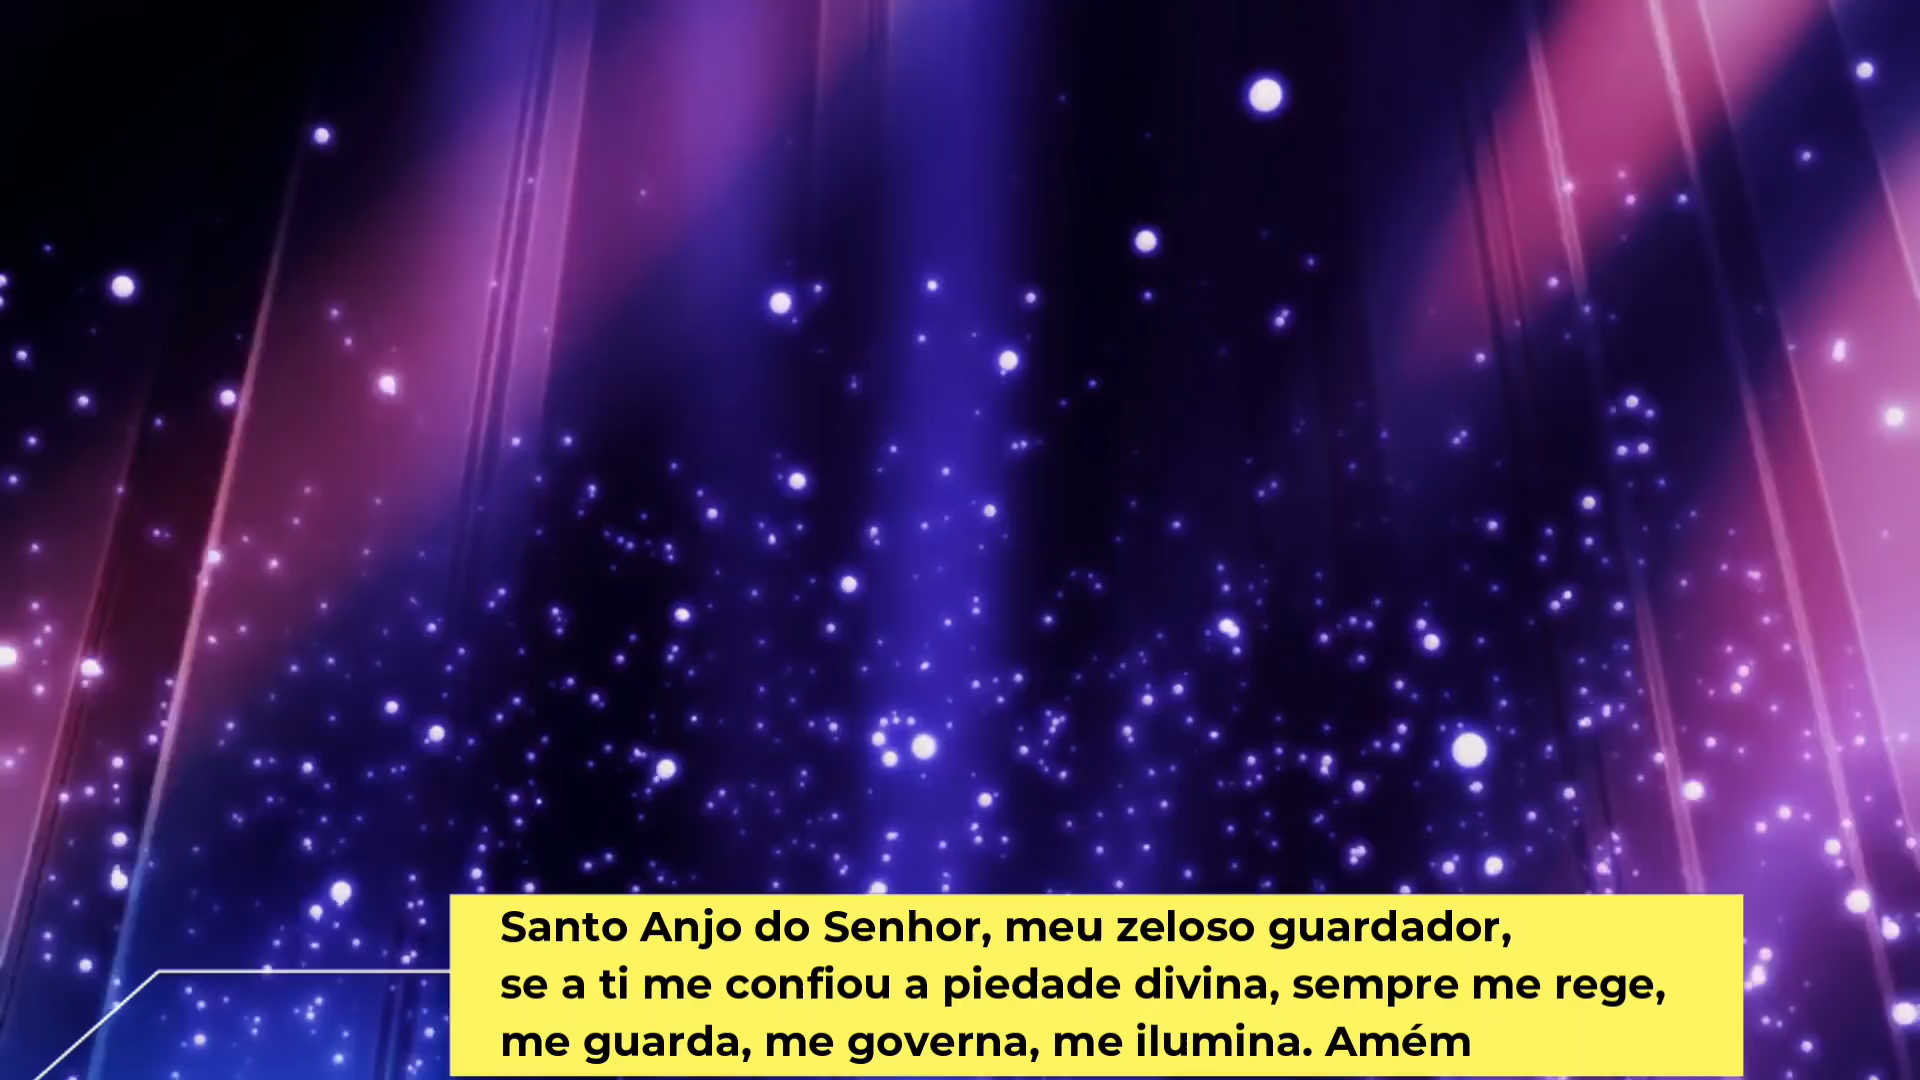 Santo Anjo do Senhor, meu zeloso guardador,
se a ti me confiou a piedade divina, sempre me rege,
me guarda, me governa, me ilumina. Amém